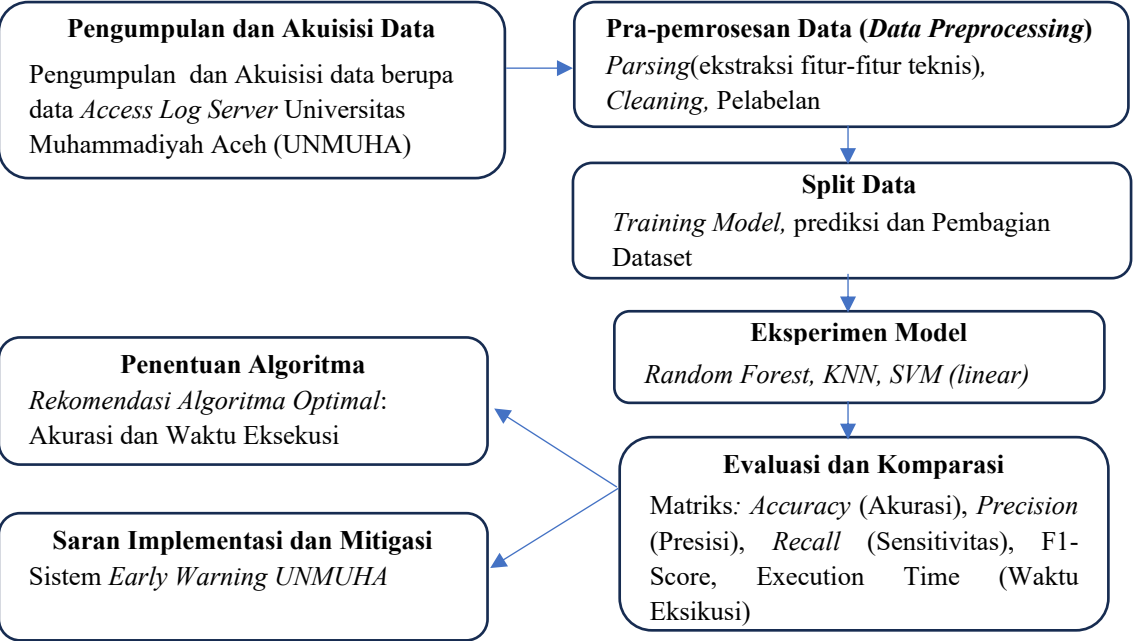 Pengumpulan dan Akuisisi Data
Pengumpulan dan Akuisisi data berupa
data Access Log Server Universitas
Muhammadiyah Aceh (UNMUHA)
Pra-pemrosesan Data (Data Preprocessing)
Parsing(ekstraksi fitur-fitur teknis),
Cleaning, Pelabelan
Split Data
Training Model, prediksi dan Pembagian
Dataset
Eksperimen Model
Random Forest, KNN, SVM (linear)
Penentuan Algoritma
Rekomendasi Algoritma Optimal:
Akurasi dan Waktu Eksekusi
Evaluasi dan Komparasi
Matriks: Accuracy (Akurasi), Precision
(Presisi), Recall (Sensitivitas), F1-
Score, Execution Time (Waktu
Eksikusi)
Saran Implementasi dan Mitigasi
Sistem Early Warning UNMUHA